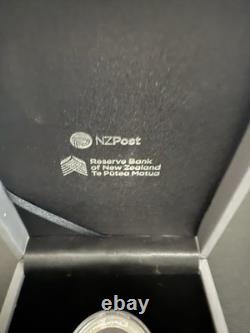 NZPost
Reserve Bank
of New Zealand
Te Pūtea Matua